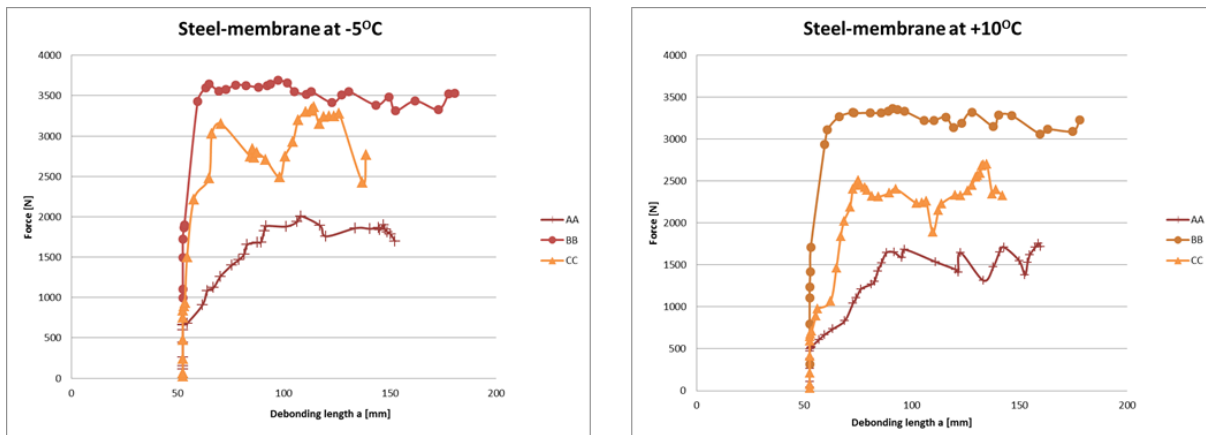 Steel-membrane at -5⁰C
4000
3500
3000
2500
2000
1500
1000
500
0
Force [N]
0 50 100 150 200
Debonding length a [mm]
AA
BB
CC
Steel-membrane at +10⁰C
4000
3500
3000
2500
2000
1500
1000
500
0
Force [N]
0 50 100 150 200
Debonding length a [mm]
AA
BB
CC